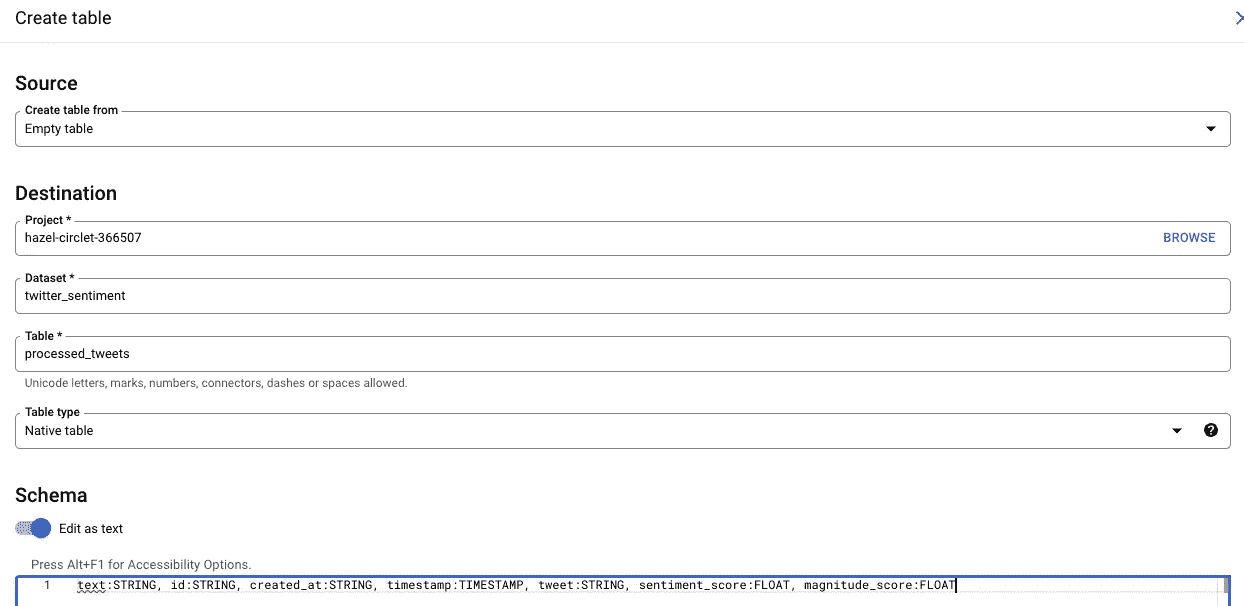 Create table
Source
Create table from
Empty table
Destination
Project *
hazel-circlet-366507
BROWSE
Dataset *
twitter_sentiment
Table *
processed_tweets
Unicode letters, marks, numbers, connectors, dashes or spaces allowed.
Table type
Native table
Schema
Edit as text
Press Alt+F1 for Accessibility Options.
1 text:STRING, id:STRING, created_at:STRING, timestamp:TIMESTAMP, tweet:STRING, sentiment_score:FLOAT, magnitude_score:FLOAT